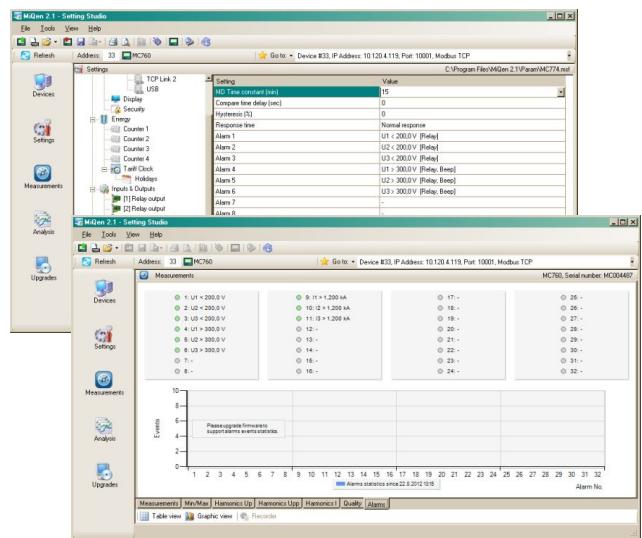 MiQen 2.1 - Setting Studio
File Tools View Help
Refresh Address: 33 MC760 Go to: Device #33, IP Address: 10.120.4.119, Port: 10001, Modbus TCP
Settings C:\Program Files\MiQen 2.1\Param\MC774.msf
Devices
Settings
Measurements
Analysis
Upgrades
TCP Link 2
USB
Display
Security
Energy
Counter 1
Counter 2
Counter 3
Counter 4
Tariff Clock
Holidays
Inputs & Outputs
[1] Relay output
[2] Relay output
Setting Value
MD Time constant (min) 15
Compare time delay (sec) 0
Hysteresis (%) 0
Response time Normal response
Alarm 1 U1 < 200,0 V [Relay]
Alarm 2 U2 < 200,0 V [Relay]
Alarm 3 U3 < 200,0 V [Relay]
Alarm 4 U1 > 300,0 V [Relay, Beep]
Alarm 5 U2 > 300,0 V [Relay, Beep]
Alarm 6 U3 > 300,0 V [Relay, Beep]
Alarm 7 -
Alarm 8 -
MiQen 2.1 - Setting Studio
File Tools View Help
Refresh Address: 33 MC760 Go to: Device #33, IP Address: 10.120.4.119, Port: 10001, Modbus TCP
Measurements MC760, Serial number: MC004487
Devices
Settings
Measurements
Analysis
Upgrades
1: U1 < 200,0 V 9: I1 > 1,200 kA 17: - 25: -
2: U2 < 200,0 V 10: I2 > 1,200 kA 18: - 26: -
3: U3 < 200,0 V 11: I3 > 1,200 kA 19: - 27: -
4: U1 > 300,0 V 12: - 20: - 28: -
5: U2 > 300,0 V 13: - 21: - 29: -
6: U3 > 300,0 V 14: - 22: - 30: -
7: - 15: - 23: - 31: -
8: - 16: - 24: - 32: -
10
8
6
4
2
0
Events
Please upgrade firmware to
support alarms events statistics.
1 2 3 4 5 6 7 8 9 10 11 12 13 14 15 16 17 18 19 20 21 22 23 24 25 26 27 28 29 30 31 32
Alarms statistics since 22.8.2012 13:15
Alarm No.
Measurements Min/Max Harmonics Up Harmonics Upp Harmonics I Quality Alarms
Table view Graphic view Recorder